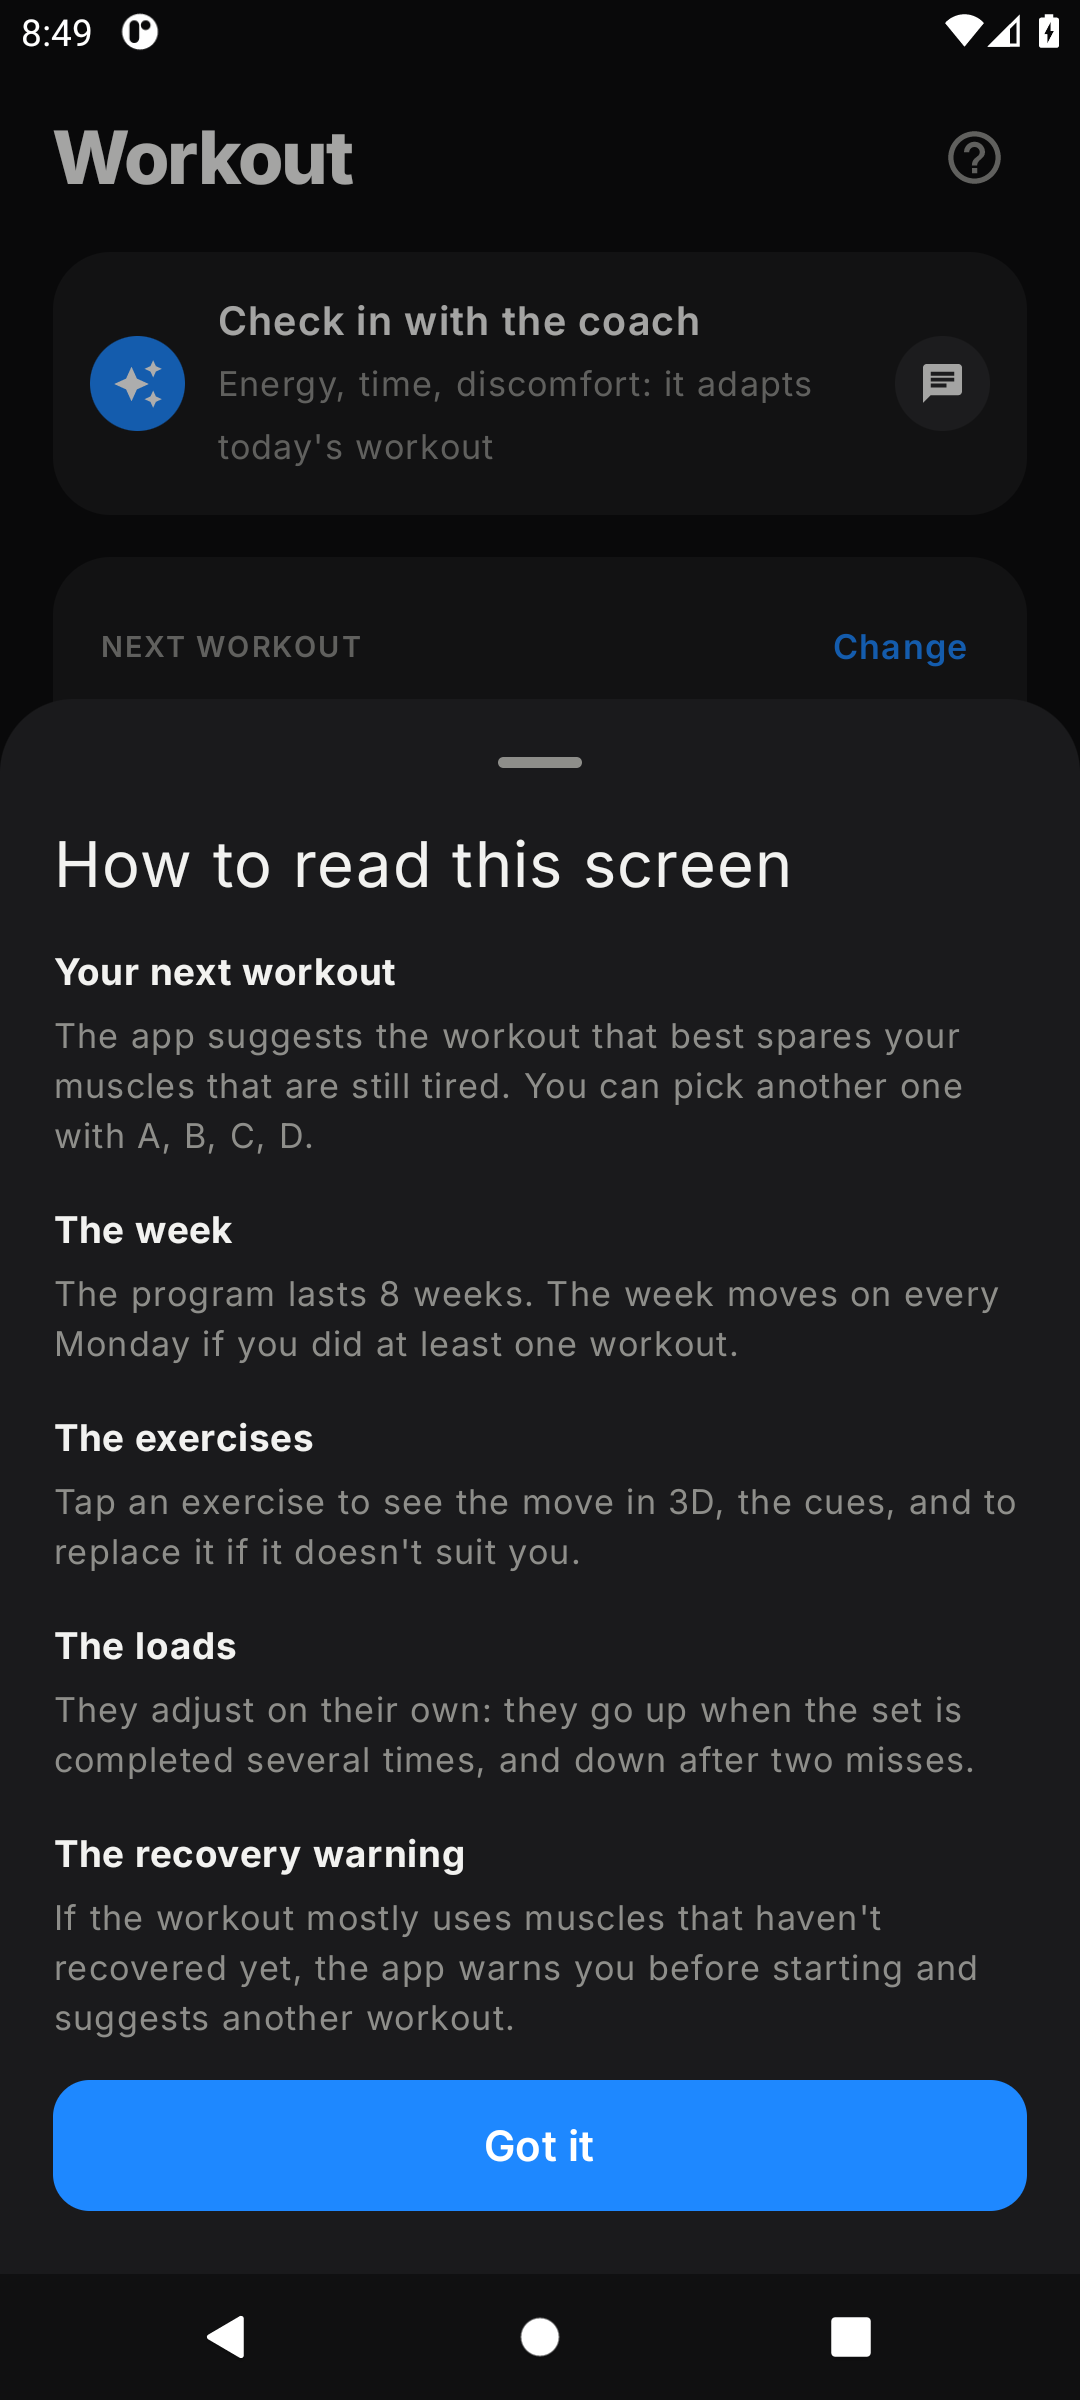 8:49
Workout
Check in with the coach
Energy, time, discomfort: it adapts
today's workout
NEXT WORKOUT
Change
How to read this screen
Your next workout
The app suggests the workout that best spares your
muscles that are still tired. You can pick another one
with A, B, C, D.
The week
The program lasts 8 weeks. The week moves on every
Monday if you did at least one workout.
The exercises
Tap an exercise to see the move in 3D, the cues, and to
replace it if it doesn't suit you.
The loads
They adjust on their own: they go up when the set is
completed several times, and down after two misses.
The recovery warning
If the workout mostly uses muscles that haven't
recovered yet, the app warns you before starting and
suggests another workout.
Got it